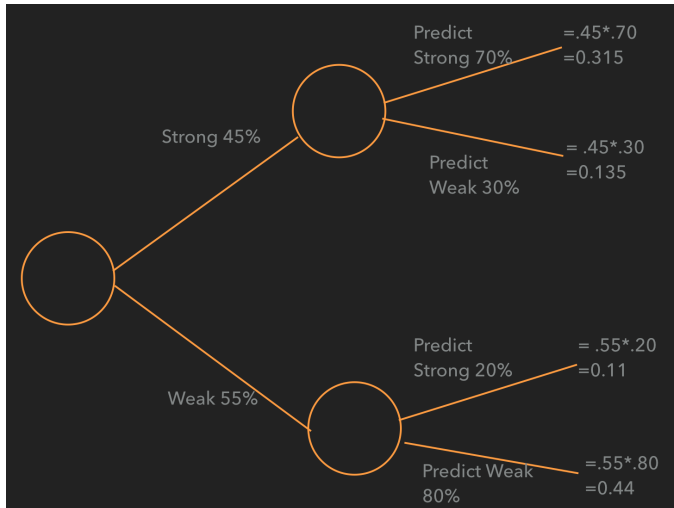 Predict
Strong 70%
=.45*.70
=0.315
Strong 45%
Predict
Weak 30%
= .45*.30
=0.135
Predict
Strong 20%
= .55*.20
=0.11
Weak 55%
Predict Weak
80%
=.55*.80
=0.44